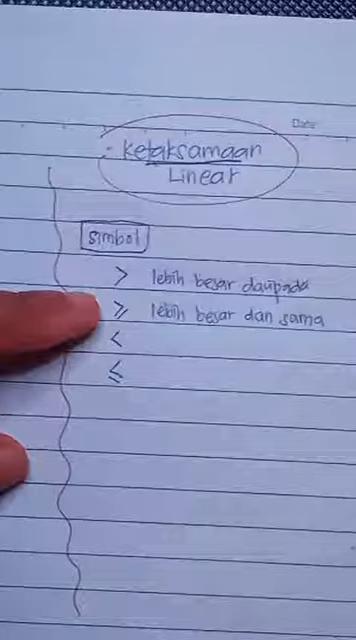 Date
: Ketaksamaan
Linear
simbol
> lebih besar daripada
≥ lebih besar dan sama
<
≤